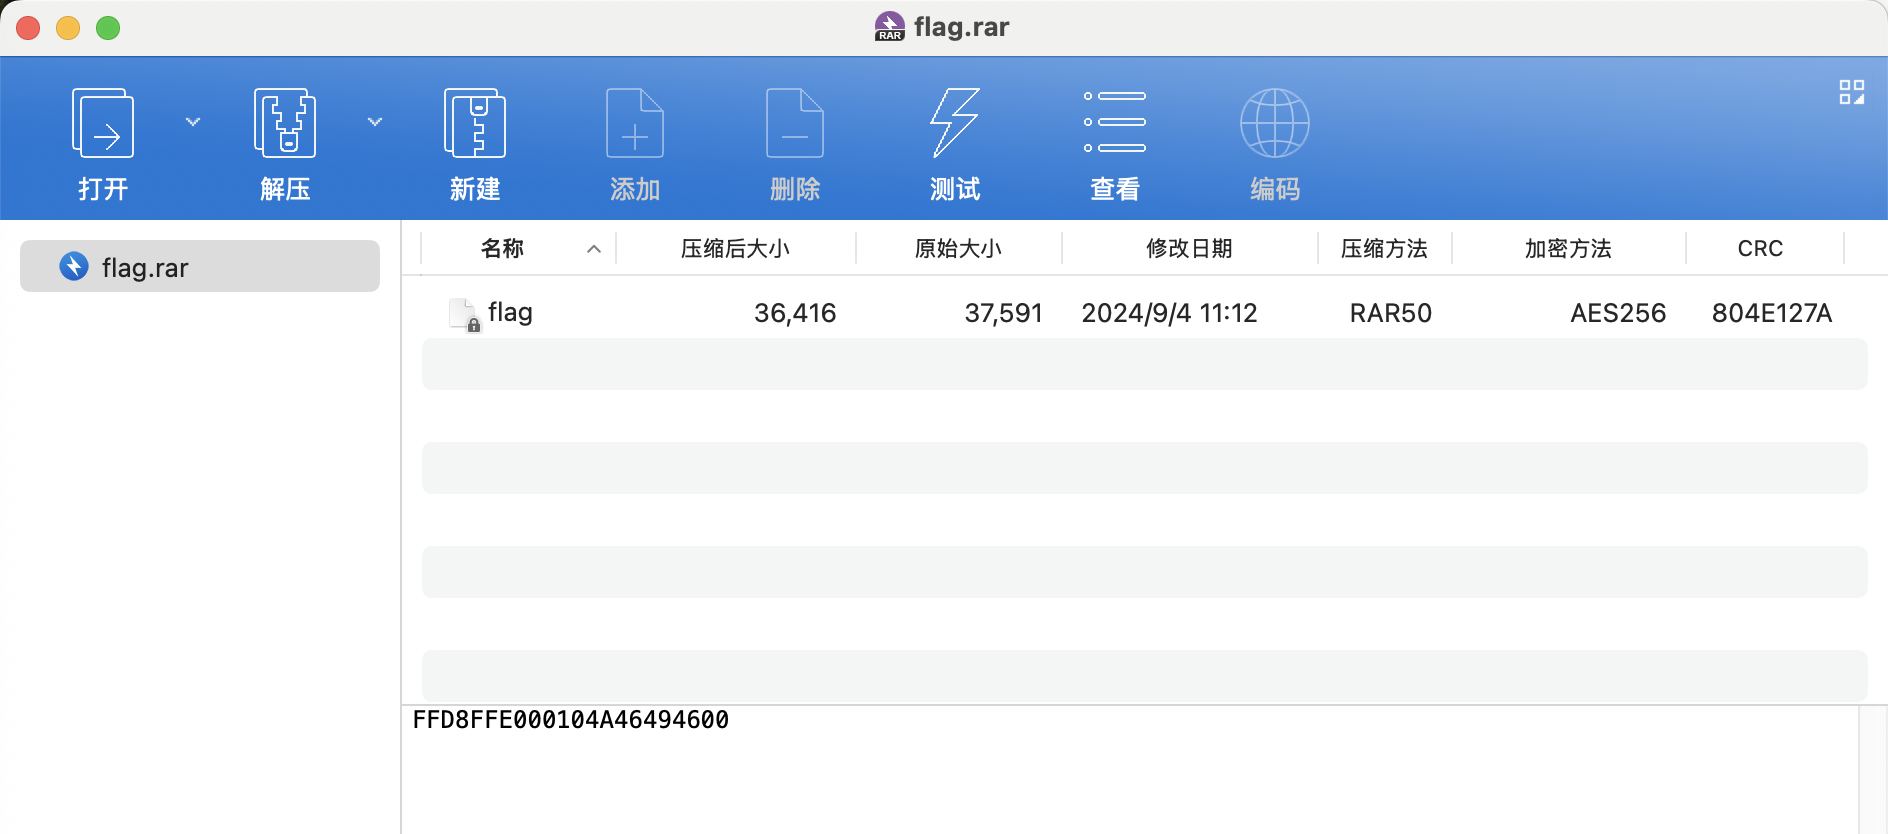 RAR flag.rar
打开 解压 新建 添加 删除 测试 查看 编码
flag.rar
名称 压缩后大小 原始大小 修改日期 压缩方法 加密方法 CRC
flag 36,416 37,591 2024/9/4 11:12 RAR50 AES256 804E127A
FFD8FFE000104A46494600